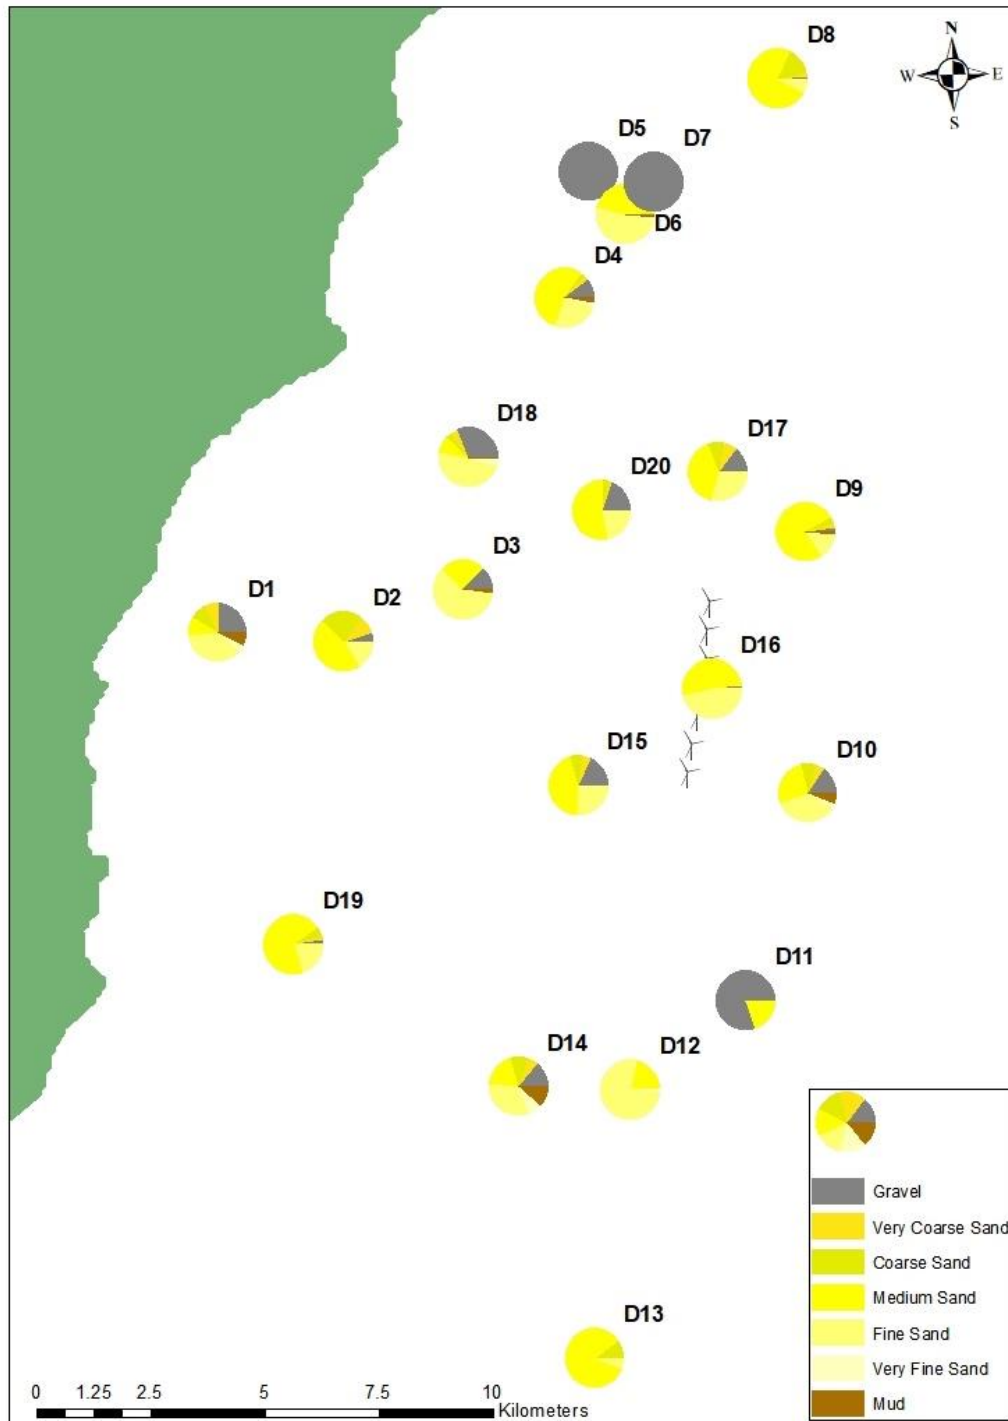 D8
N
W E
S
D5
D7
D6
D4
D18
D17
D20
D9
D3
D1
D2
D16
D15
D10
D19
D11
D14
D12
D13
Gravel
Very Coarse Sand
Coarse Sand
Medium Sand
Fine Sand
Very Fine Sand
Mud
0 1.25 2.5 5 7.5 10
Kilometers